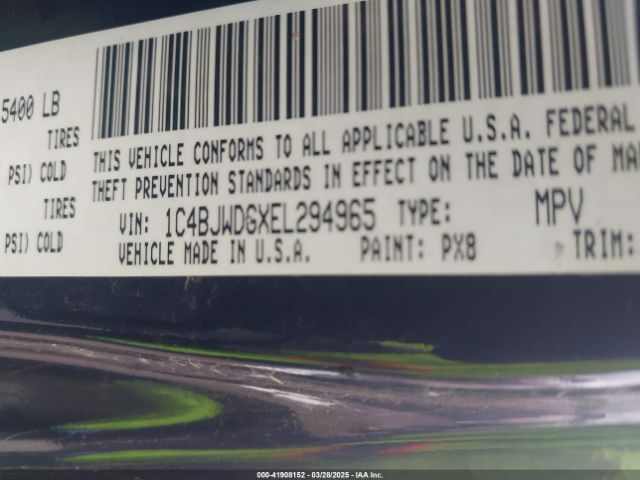 5400 LB
TIRES
PSI) COLD
TIRES
PSI) COLD
THIS VEHICLE CONFORMS TO ALL APPLICABLE U.S.A. FEDERAL
THEFT PREVENTION STANDARDS IN EFFECT ON THE DATE OF
VIN: 1C4BJWDGXEL294965 TYPE: MPV
VEHICLE MADE IN U.S.A. PAINT: PX8 TRIM:
000-41908152 | 03/28/2025 - IAA Inc.